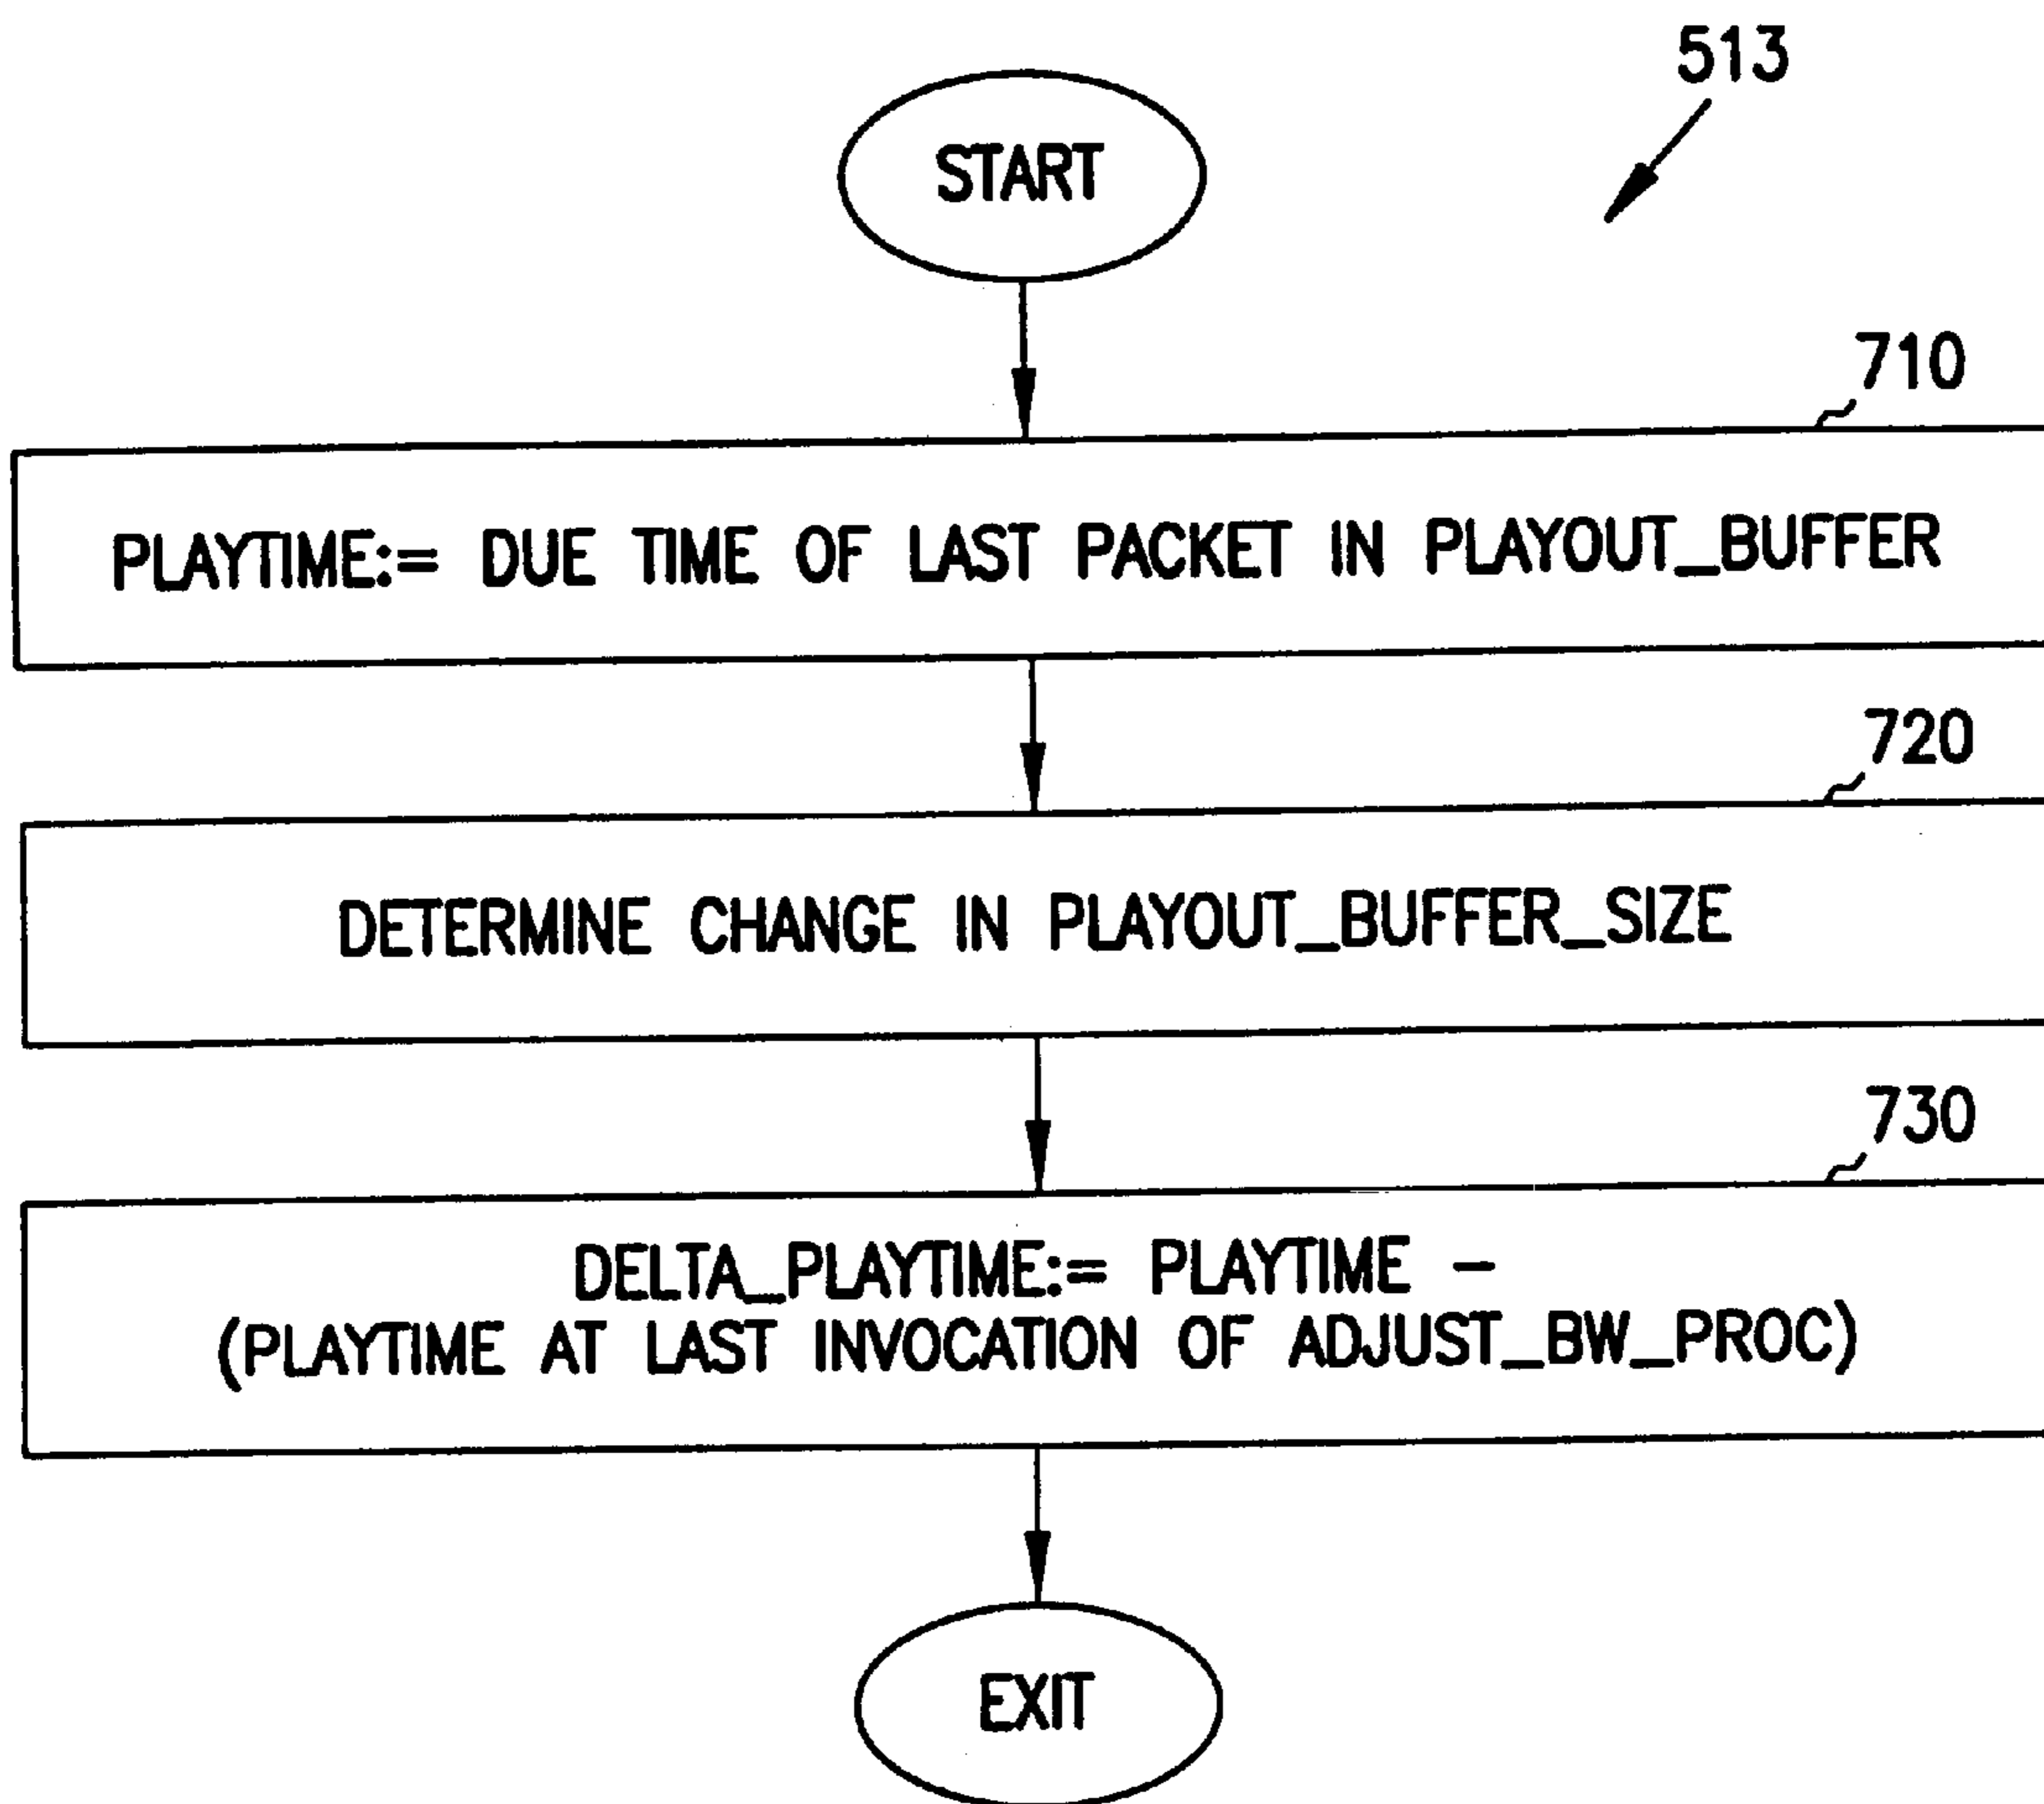 513
START
710
PLAYTIME:= DUE TIME OF LAST PACKET IN PLAYOUT_BUFFER
720
DETERMINE CHANGE IN PLAYOUT_BUFFER_SIZE
730
DELTA_PLAYTIME:= PLAYTIME –
(PLAYTIME AT LAST INVOCATION OF ADJUST_BW_PROC)
EXIT